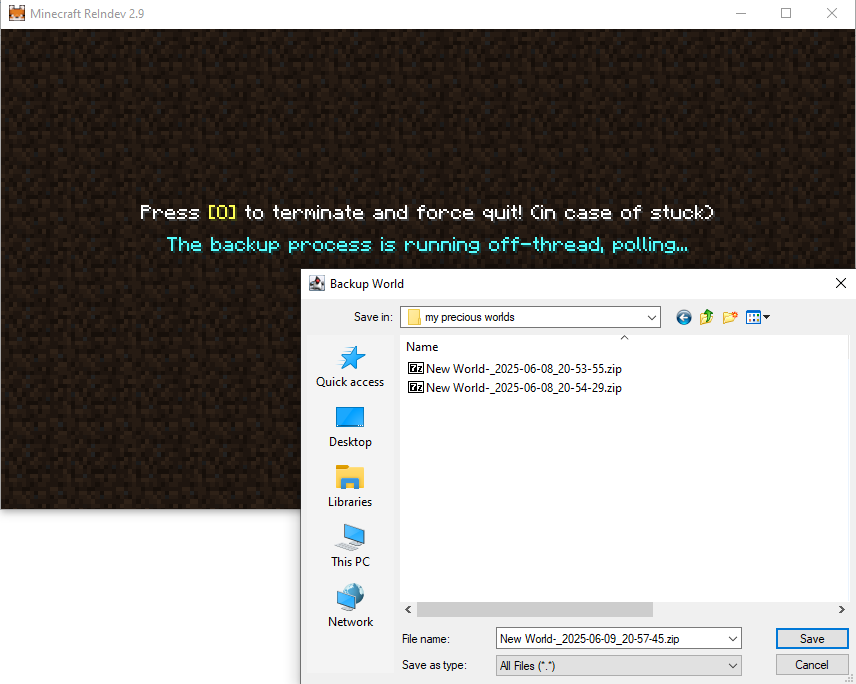 Minecraft ReIndev 2.9
Press [0] to terminate and force quit! (in case of stuck)
The backup process is running off-thread, polling...
Backup World
Save in: my precious worlds
Name
New World-_2025-06-08_20-53-55.zip
New World-_2025-06-08_20-54-29.zip
Quick access
Desktop
Libraries
This PC
Network
File name: New World-_2025-06-09_20-57-45.zip Save
Save as type: All Files (*.*) Cancel